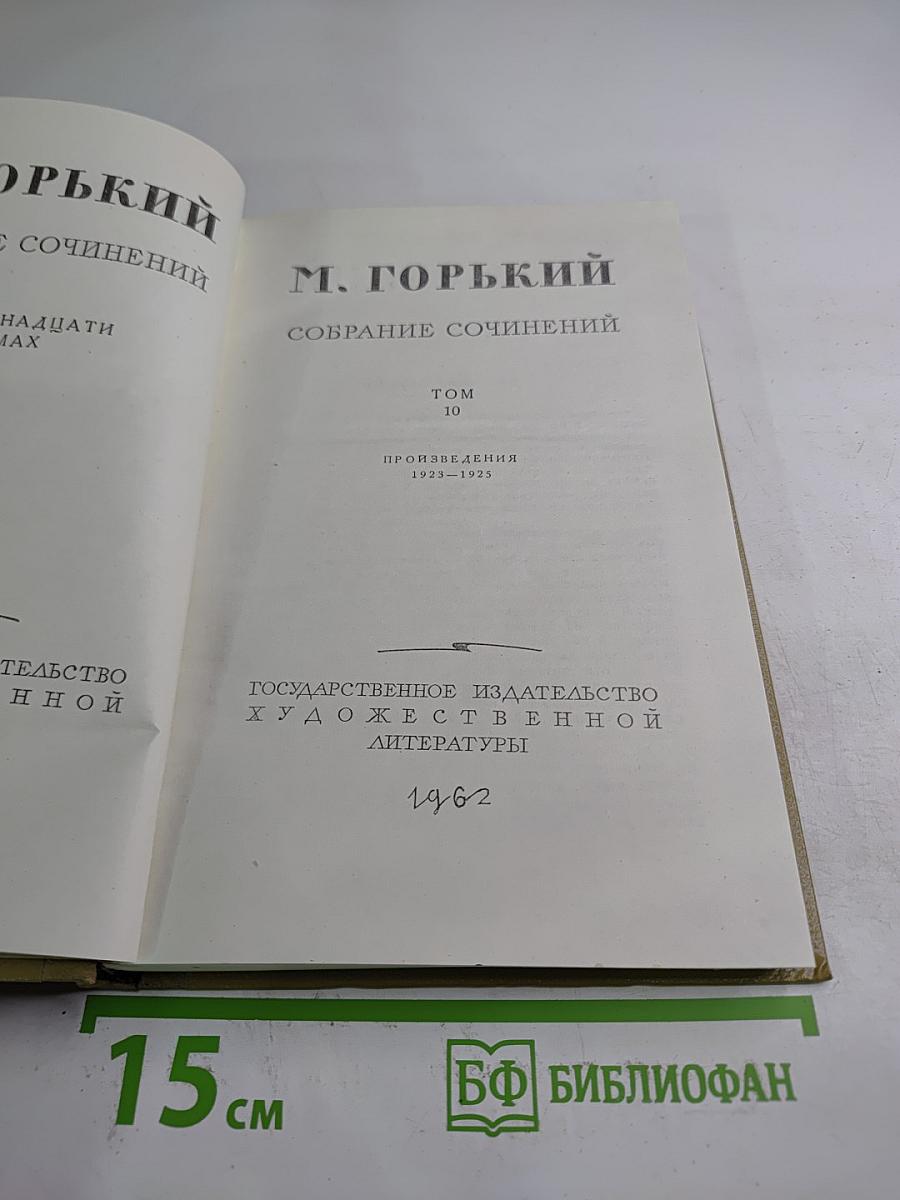 ОРЬКИЙ
Е СОЧИНЕНИЙ
НАДЦАТИ
МАХ
ТЕЛЬСТВО
ЕННОЙ
М. ГОРЬКИЙ
СОБРАНИЕ СОЧИНЕНИЙ
ТОМ
10
ПРОИЗВЕДЕНИЯ
1923—1925
ГОСУДАРСТВЕННОЕ ИЗДАТЕЛЬСТВО
ХУДОЖЕСТВЕННОЙ
ЛИТЕРАТУРЫ
1962
15 см
БФ БИБЛИОФАН